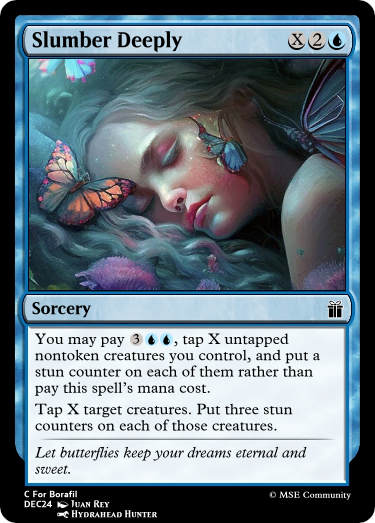 Slumber Deeply X2
Sorcery
You may pay 3, tap X untapped
nontoken creatures you control, and put a
stun counter on each of them rather than
pay this spell's mana cost.
Tap X target creatures. Put three stun
counters on each of those creatures.
Let butterflies keep your dreams eternal and
sweet.
C For Borafil
DEC24 Juan Rey © MSE Community
Hydrahead Hunter